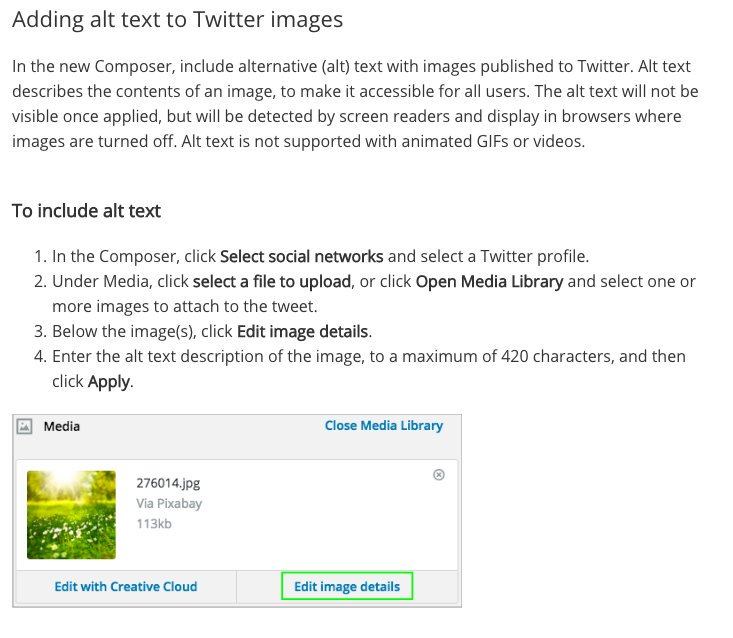 Adding alt text to Twitter images
In the new Composer, include alternative (alt) text with images published to Twitter. Alt text
describes the contents of an image, to make it accessible for all users. The alt text will not be
visible once applied, but will be detected by screen readers and display in browsers where
images are turned off. Alt text is not supported with animated GIFs or videos.
To include alt text
1. In the Composer, click Select social networks and select a Twitter profile.
2. Under Media, click select a file to upload, or click Open Media Library and select one or
more images to attach to the tweet.
3. Below the image(s), click Edit image details.
4. Enter the alt text description of the image, to a maximum of 420 characters, and then
click Apply.
Media Close Media Library
276014.jpg
Via Pixabay
113kb
Edit with Creative Cloud Edit image details